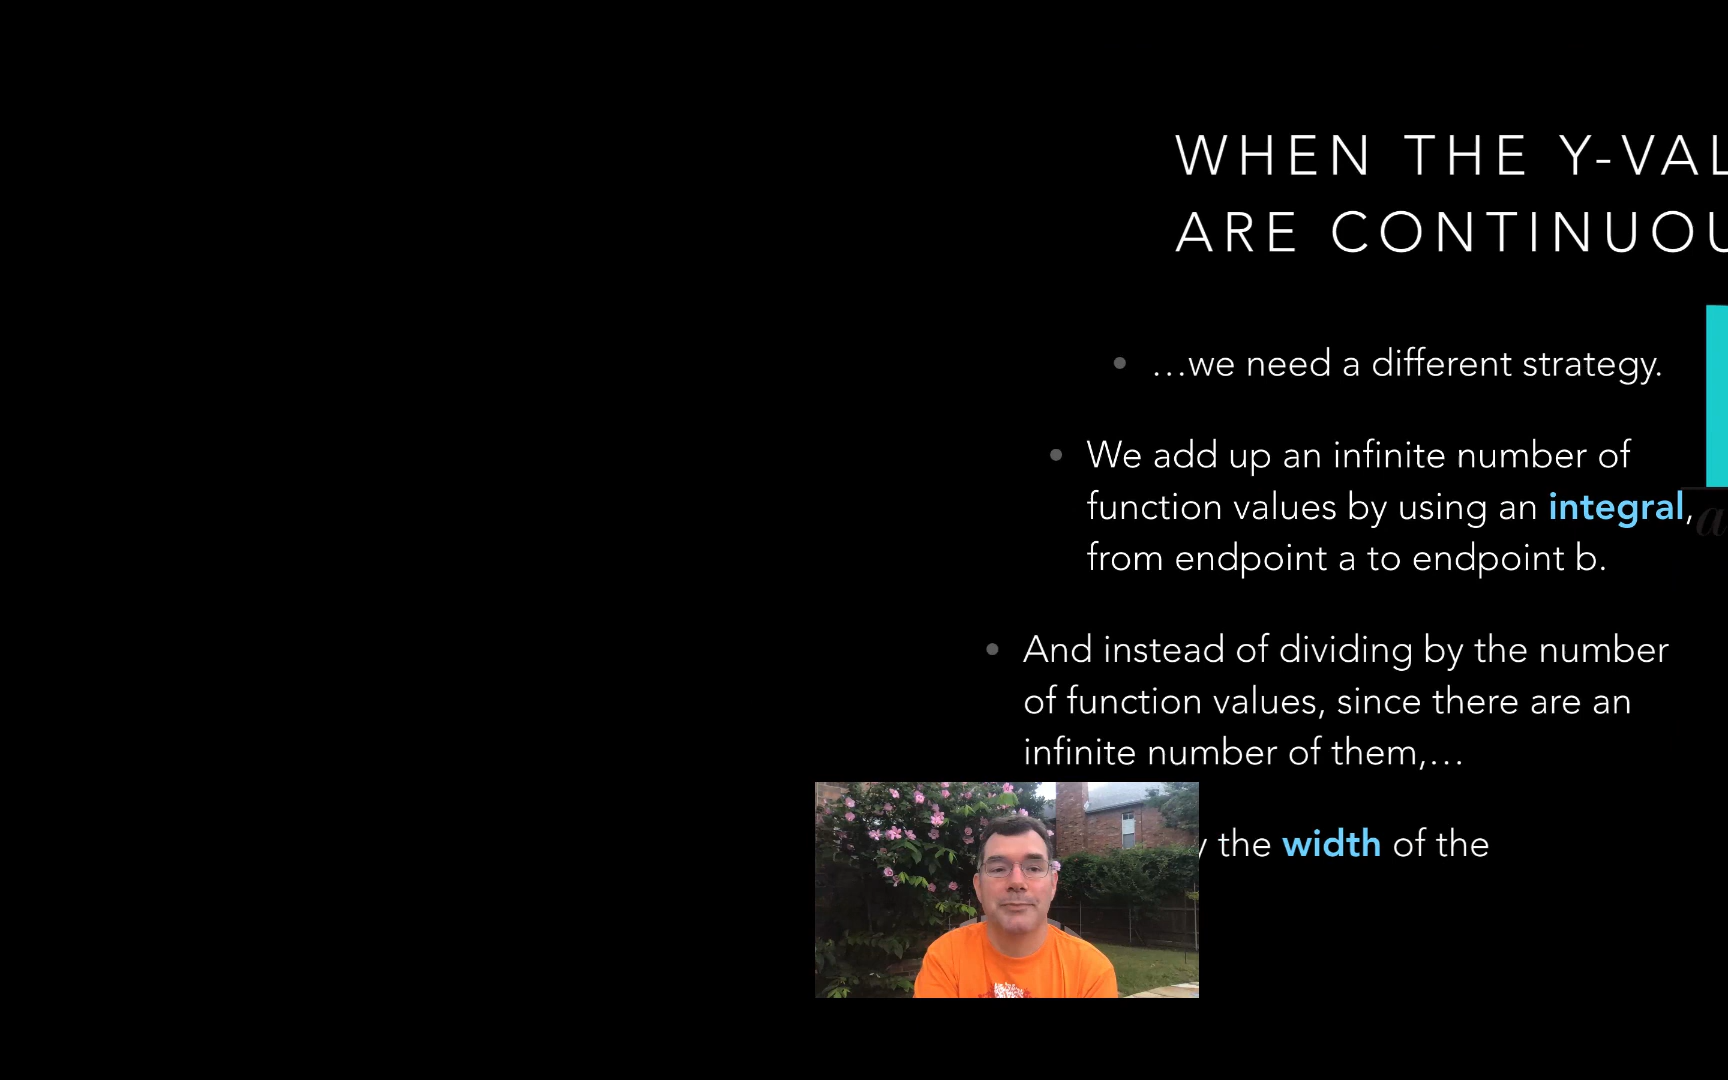 WHEN THE Y-VAL
ARE CONTINUOU
…we need a different strategy.
We add up an infinite number of
function values by using an integral,
a
from endpoint a to endpoint b.
And instead of dividing by the number
of function values, since there are an
infinite number of them,…
the width of the